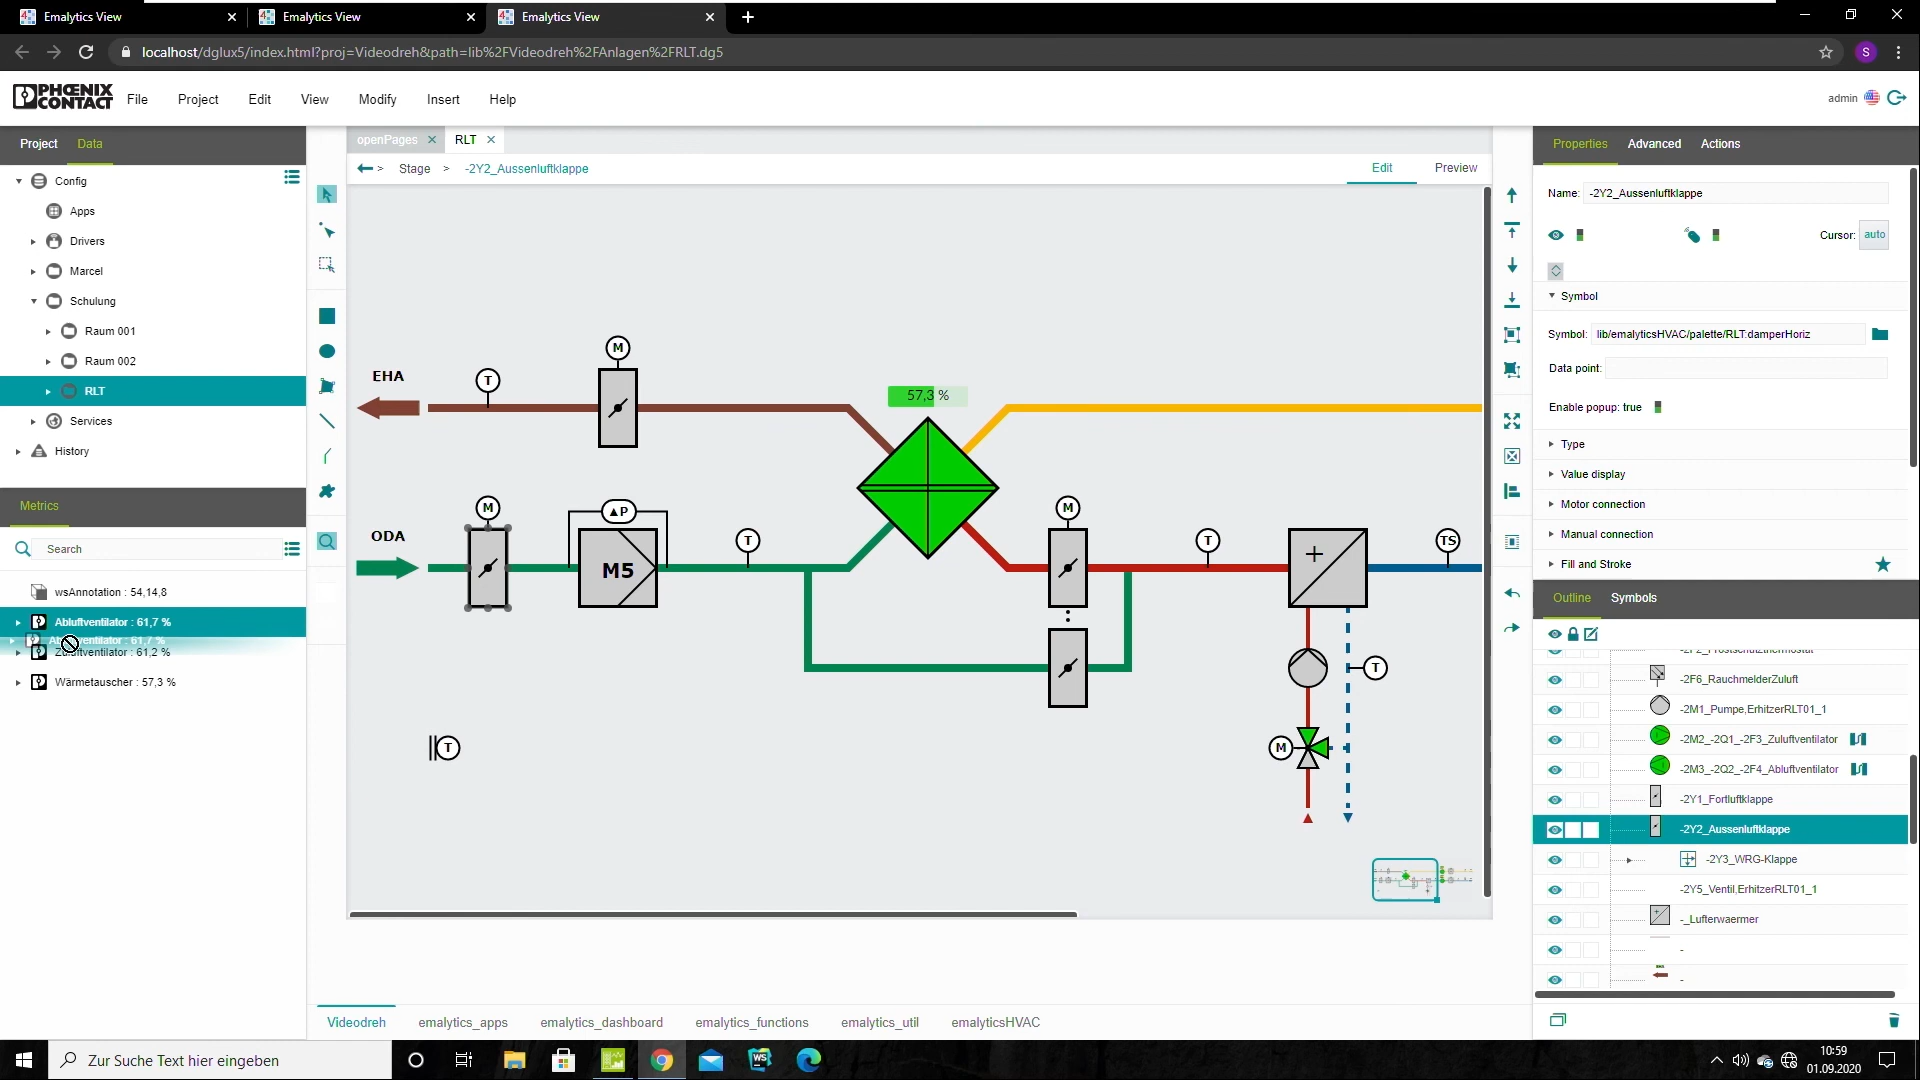 Emalytics View
Emalytics View
Emalytics View
localhost/dglux5/index.html?proj=Videodreh&path=lib%2FVideodreh%2FAnlagen%2FRLT.dg5
S
PHŒNIX CONTACT
File Project Edit View Modify Insert Help
admin
Project Data
Config
Apps
Drivers
Marcel
Schulung
Raum 001
Raum 002
RLT
Services
History
Metrics
Search
wsAnnotation : 54,14,8
Abluftventilator : 61,7 %
Zuluftventilator : 61,2 %
Wärmetauscher : 57,3 %
openPages RLT
> Stage > -2Y2_Aussenluftklappe
Edit Preview
M
EHA
T
57,3 %
M
M
ODA
▲P
T
T
TS
M5
+
T
T
M
Videodreh emalytics_apps emalytics_dashboard emalytics_functions emalytics_util emalyticsHVAC
Properties Advanced Actions
Name: -2Y2_Aussenluftklappe
Cursor: auto
Symbol
Symbol: lib/emalyticsHVAC/palette/RLT:damperHoriz
Data point:
Enable popup: true
Type
Value display
Motor connection
Manual connection
Fill and Stroke
Outline Symbols
-2F2_Frostschutzthermostat
-2F6_RauchmelderZuluft
-2M1_Pumpe,ErhitzerRLT01_1
-2M2_-2Q1_-2F3_Zuluftventilator
-2M3_-2Q2_-2F4_Abluftventilator
-2Y1_Fortluftklappe
-2Y2_Aussenluftklappe
-2Y3_WRG-Klappe
-2Y5_Ventil,ErhitzerRLT01_1
-_Lufterwaermer
-
-
Zur Suche Text hier eingeben
WS
10:59
01.09.2020